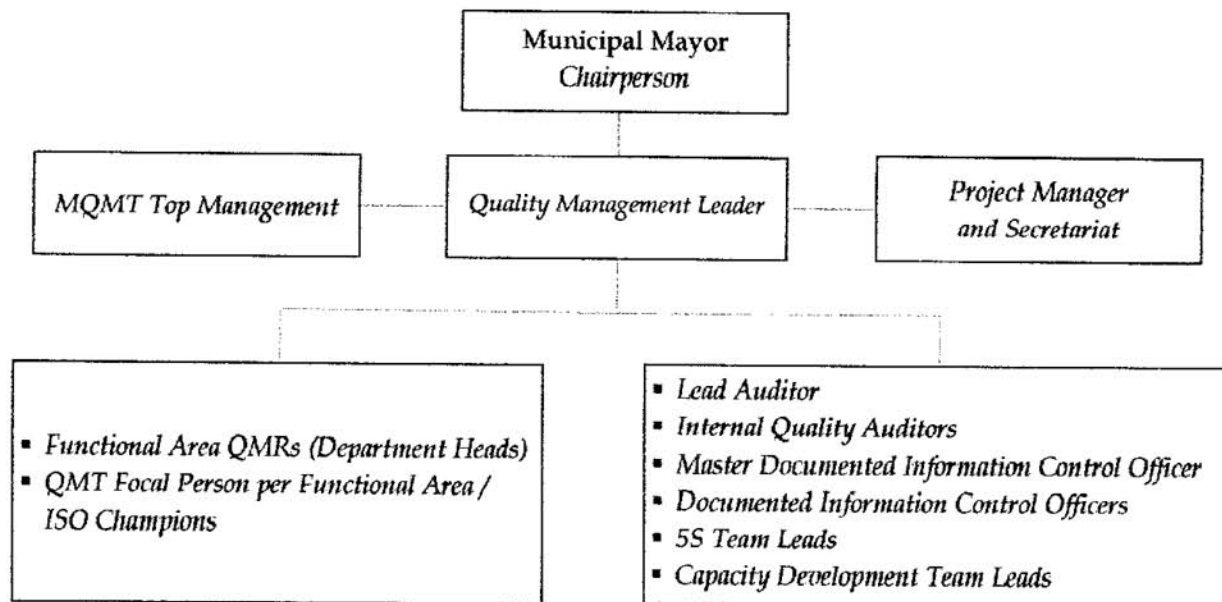 Municipal Mayor
Chairperson
MQMT Top Management
Quality Management Leader
Project Manager
and Secretariat
▪ Functional Area QMRs (Department Heads)
▪ QMT Focal Person per Functional Area /
ISO Champions
▪ Lead Auditor
▪ Internal Quality Auditors
▪ Master Documented Information Control Officer
▪ Documented Information Control Officers
▪ 5S Team Leads
▪ Capacity Development Team Leads